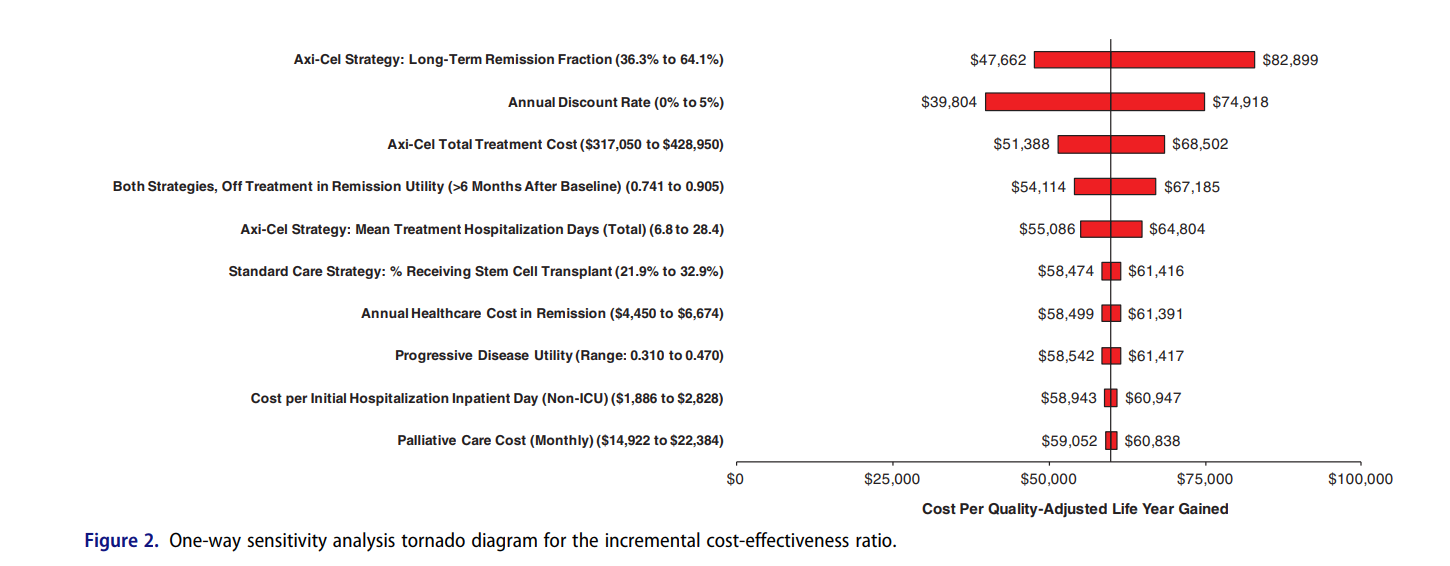 Axi-Cel Strategy: Long-Term Remission Fraction (36.3% to 64.1%) $47,662 $82,899
Annual Discount Rate (0% to 5%) $39,804 $74,918
Axi-Cel Total Treatment Cost ($317,050 to $428,950) $51,388 $68,502
Both Strategies, Off Treatment in Remission Utility (>6 Months After Baseline) (0.741 to 0.905) $54,114 $67,185
Axi-Cel Strategy: Mean Treatment Hospitalization Days (Total) (6.8 to 28.4) $55,086 $64,804
Standard Care Strategy: % Receiving Stem Cell Transplant (21.9% to 32.9%) $58,474 $61,416
Annual Healthcare Cost in Remission ($4,450 to $6,674) $58,499 $61,391
Progressive Disease Utility (Range: 0.310 to 0.470) $58,542 $61,417
Cost per Initial Hospitalization Inpatient Day (Non-ICU) ($1,886 to $2,828) $58,943 $60,947
Palliative Care Cost (Monthly) ($14,922 to $22,384) $59,052 $60,838
$0 $25,000 $50,000 $75,000 $100,000
Cost Per Quality-Adjusted Life Year Gained
Figure 2. One-way sensitivity analysis tornado diagram for the incremental cost-effectiveness ratio.